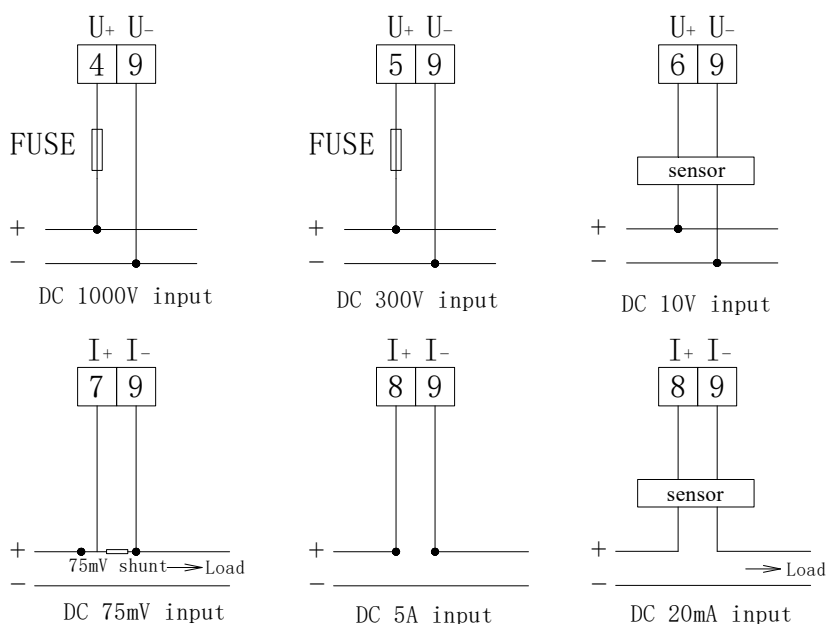 U+ U-
4 9
FUSE
+
-
DC 1000V input
U+ U-
5 9
FUSE
+
-
DC 300V input
U+ U-
6 9
sensor
+
-
DC 10V input
I+ I-
7 9
+
75mV shunt → Load
-
DC 75mV input
I+ I-
8 9
+
-
DC 5A input
I+ I-
8 9
sensor
+
→ Load
-
DC 20mA input